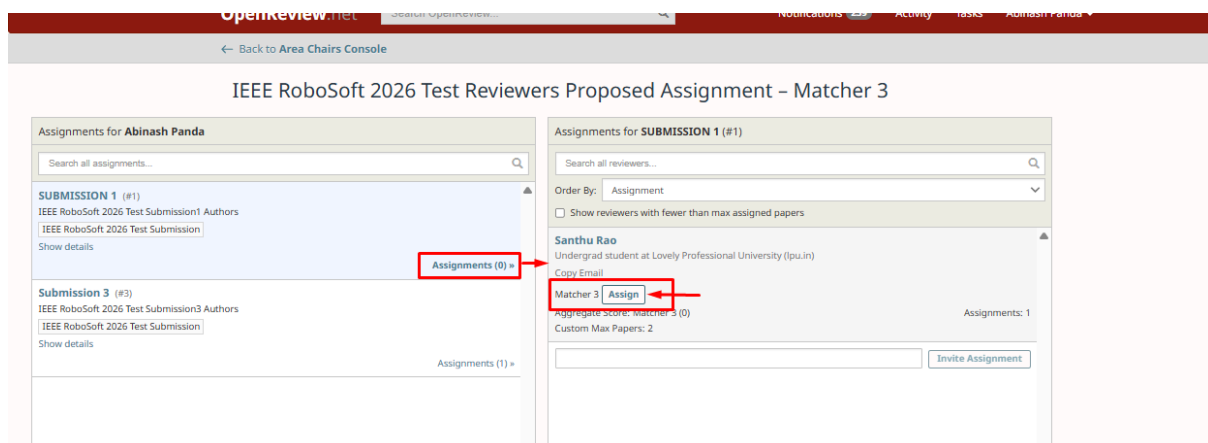 OpenReview.net Search OpenReview... Notifications 239 Activity Tasks Abinash Panda
← Back to Area Chairs Console
IEEE RoboSoft 2026 Test Reviewers Proposed Assignment – Matcher 3
Assignments for Abinash Panda
Search all assignments...
SUBMISSION 1 (#1)
IEEE RoboSoft 2026 Test Submission1 Authors
IEEE RoboSoft 2026 Test Submission
Show details
Assignments (0) »
Submission 3 (#3)
IEEE RoboSoft 2026 Test Submission3 Authors
IEEE RoboSoft 2026 Test Submission
Show details
Assignments (1) »
Assignments for SUBMISSION 1 (#1)
Search all reviewers...
Order By: Assignment
Show reviewers with fewer than max assigned papers
Santhu Rao
Undergrad student at Lovely Professional University (lpu.in)
Copy Email
Matcher 3 Assign
Aggregate Score: Matcher 3 (0) Assignments: 1
Custom Max Papers: 2
Invite Assignment